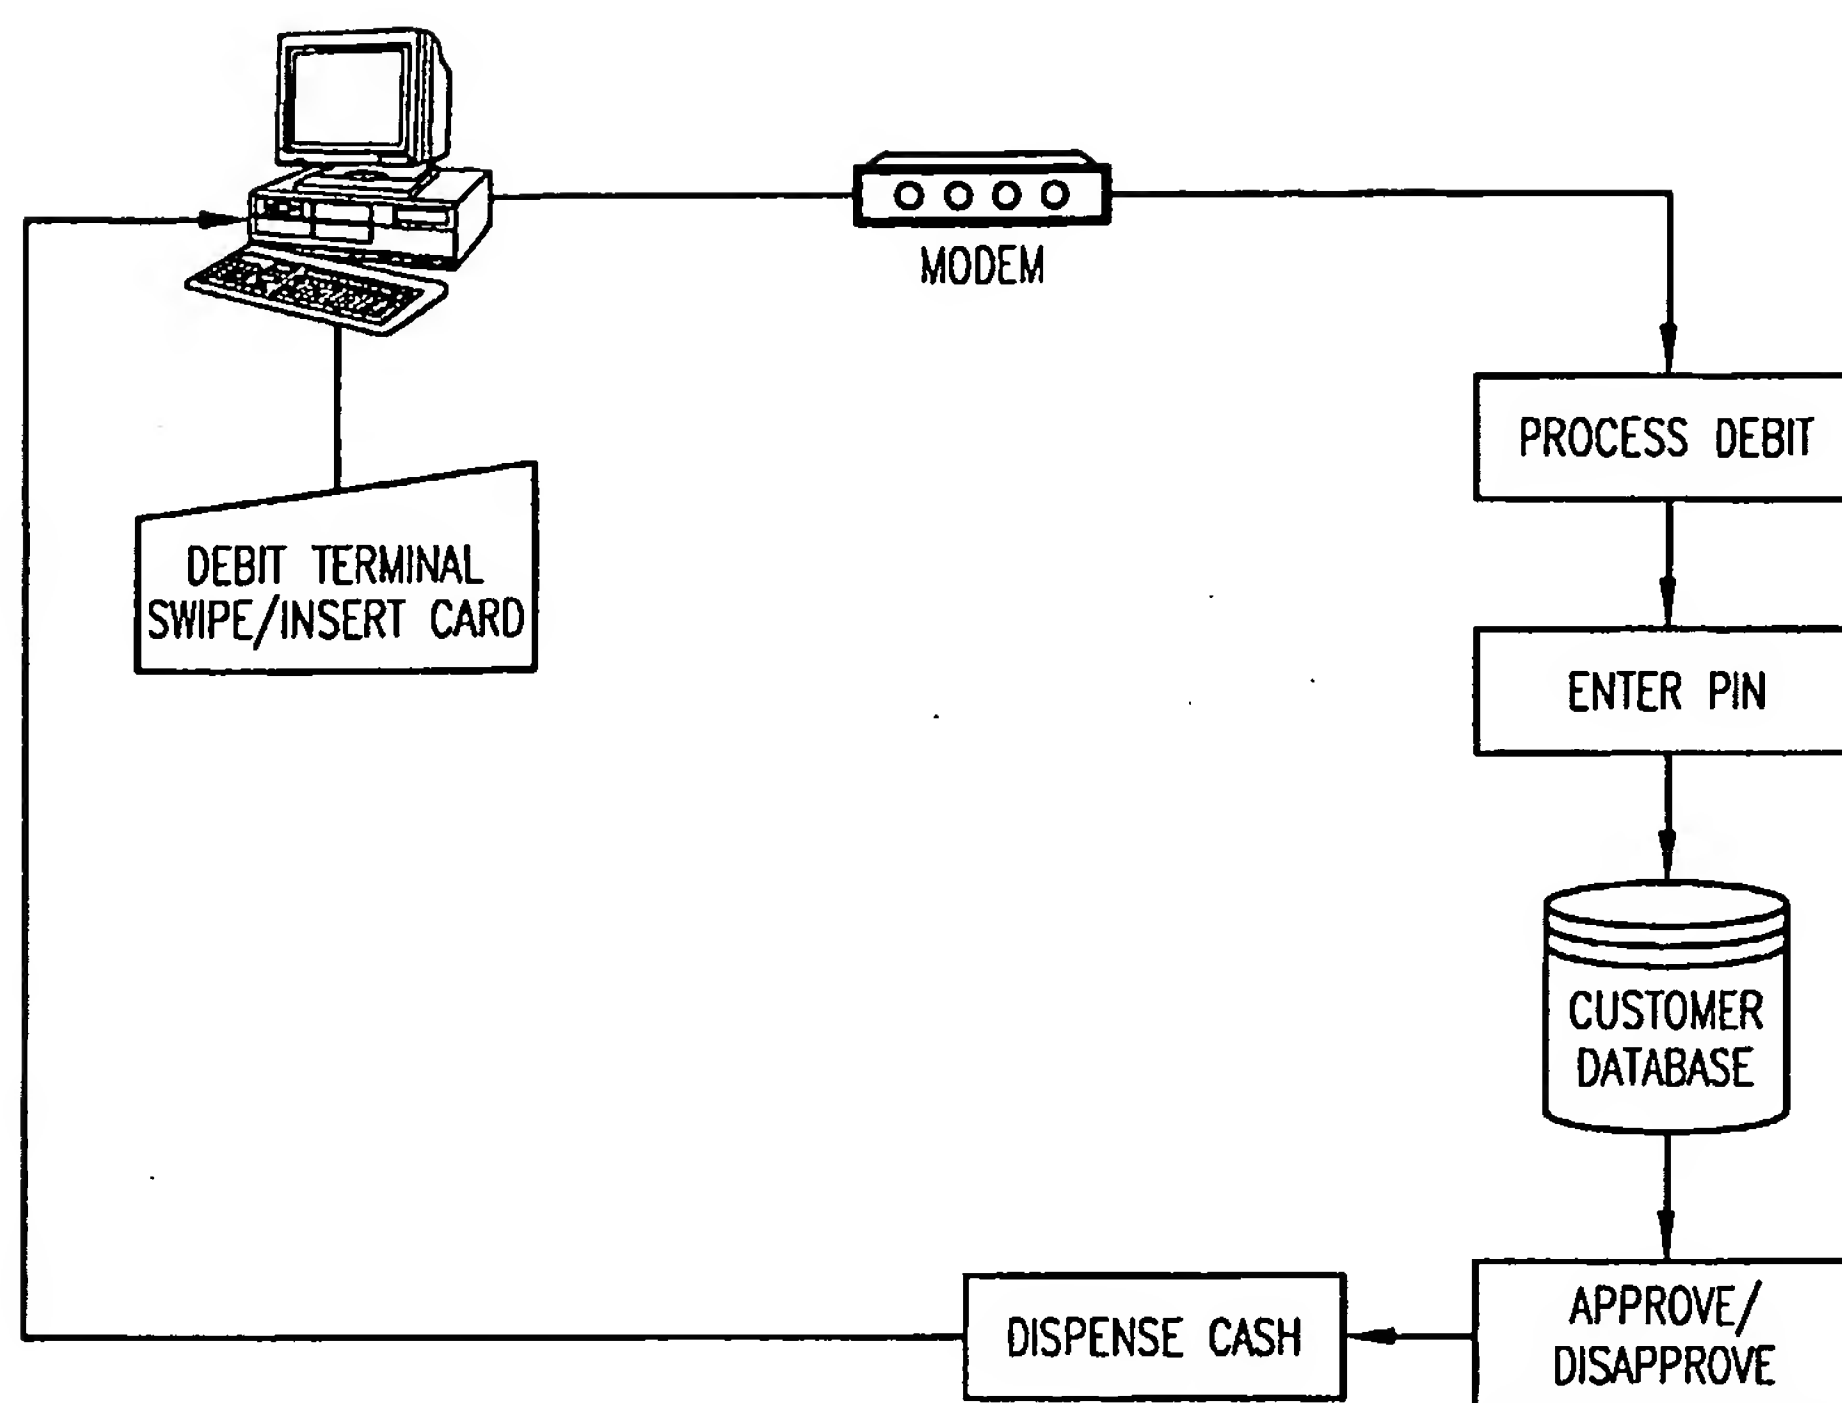 MODEM
PROCESS DEBIT
DEBIT TERMINAL
SWIPE/INSERT CARD
ENTER PIN
CUSTOMER
DATABASE
DISPENSE CASH
APPROVE/
DISAPPROVE